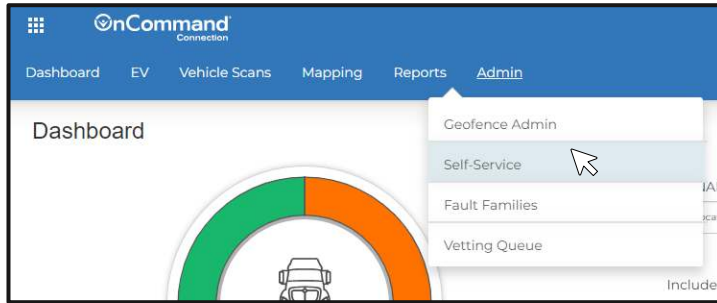 OnCommand
Connection
Dashboard EV Vehicle Scans Mapping Reports Admin
Dashboard
Geofence Admin
Self-Service
Fault Families
Vetting Queue
Include